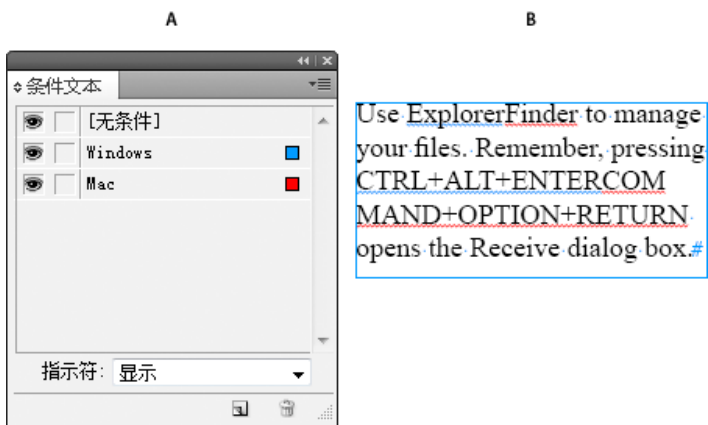 A
B
条件文本
[无条件]
Windows
Mac
指示符: 显示
Use ExplorerFinder to manage
your files. Remember, pressing
CTRL+ALT+ENTERCOM
MAND+OPTION+RETURN
opens the Receive dialog box.#